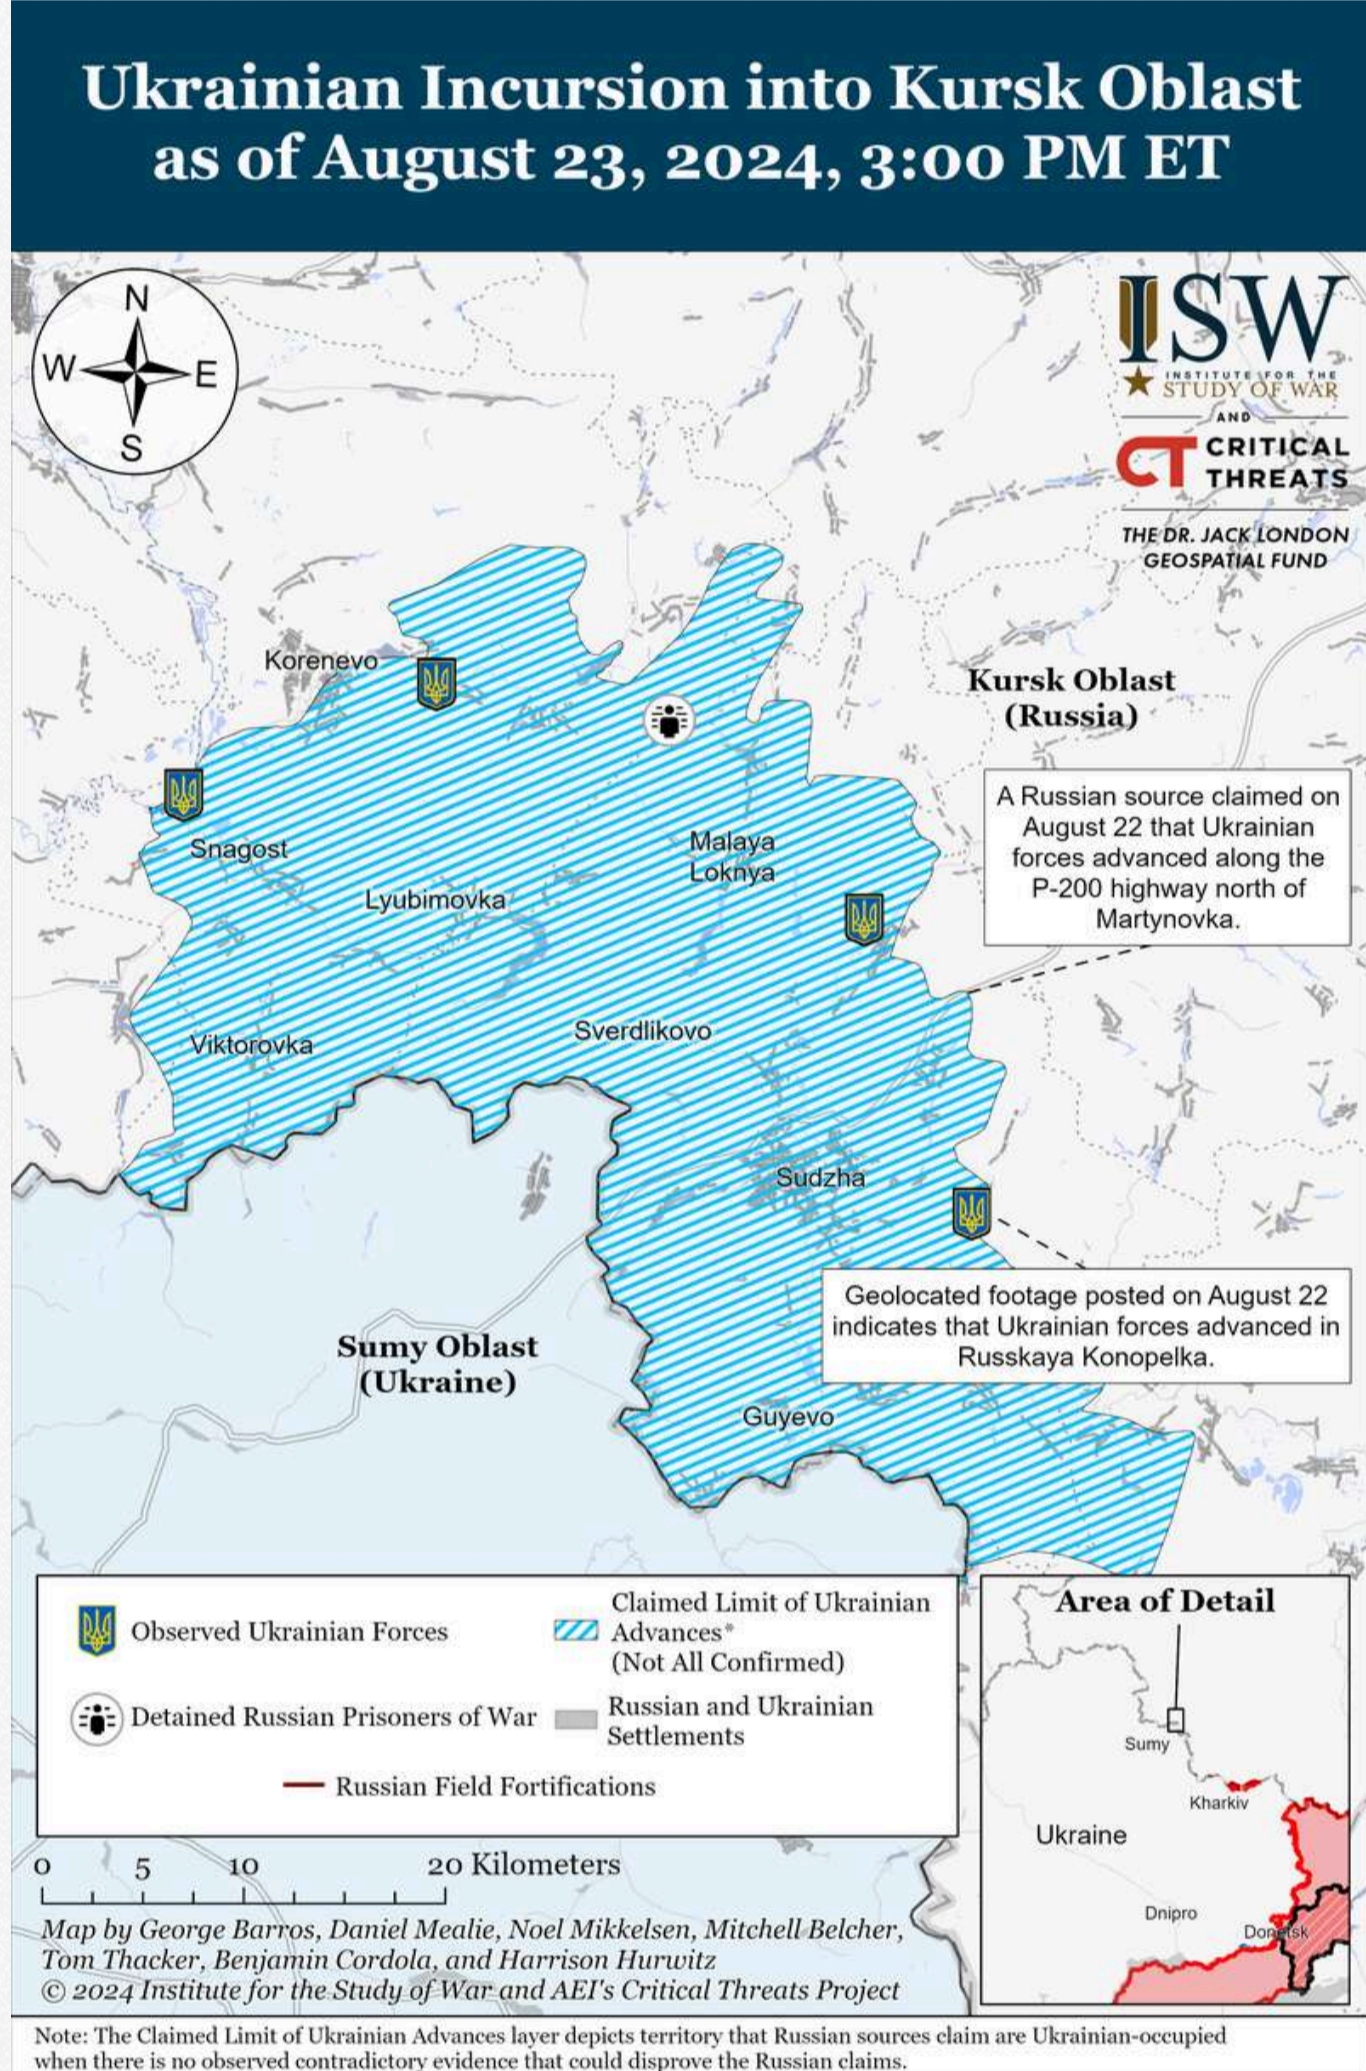 Ukrainian Incursion into Kursk Oblast
as of August 23, 2024, 3:00 PM ET
N
W
E
S
ISW
INSTITUTE FOR THE
STUDY OF WAR
AND
CT CRITICAL
THREATS
THE DR. JACK LONDON
GEOSPATIAL FUND
Korenevo
Kursk Oblast
(Russia)
A Russian source claimed on
August 22 that Ukrainian
forces advanced along the
P-200 highway north of
Martynovka.
Snagost
Malaya
Loknya
Lyubimovka
Viktorovka
Sverdlikovo
Sudzha
Geolocated footage posted on August 22
indicates that Ukrainian forces advanced in
Russkaya Konopelka.
Sumy Oblast
(Ukraine)
Guyevo
Observed Ukrainian Forces
Claimed Limit of Ukrainian
Advances*
(Not All Confirmed)
Detained Russian Prisoners of War
Russian and Ukrainian
Settlements
Russian Field Fortifications
Area of Detail
Sumy
Kharkiv
Ukraine
Dnipro
Donetsk
0 5 10 20 Kilometers
Map by George Barros, Daniel Mealie, Noel Mikkelsen, Mitchell Belcher,
Tom Thacker, Benjamin Cordola, and Harrison Hurwitz
© 2024 Institute for the Study of War and AEI's Critical Threats Project
Note: The Claimed Limit of Ukrainian Advances layer depicts territory that Russian sources claim are Ukrainian-occupied
when there is no observed contradictory evidence that could disprove the Russian claims.